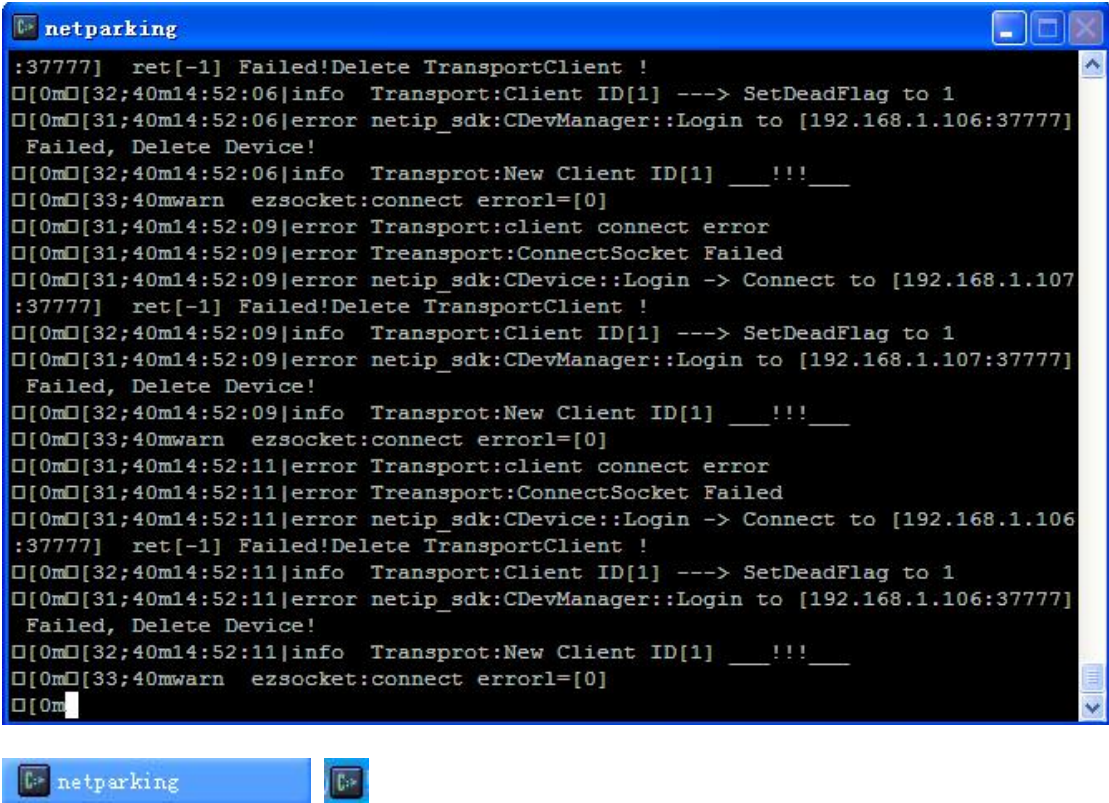 netparking
:37777]  ret[-1] Failed!Delete TransportClient !
□[0m□[32;40m14:52:06|info  Transport:Client ID[1] ---> SetDeadFlag to 1
□[0m□[31;40m14:52:06|error netip_sdk:CDevManager::Login to [192.168.1.106:37777]
 Failed, Delete Device!
□[0m□[32;40m14:52:06|info  Transprot:New Client ID[1] ___!!!___
□[0m□[33;40mwarn  ezsocket:connect errorl=[0]
□[0m□[31;40m14:52:09|error Transport:client connect error
□[0m□[31;40m14:52:09|error Treansport:ConnectSocket Failed
□[0m□[31;40m14:52:09|error netip_sdk:CDevice::Login -> Connect to [192.168.1.107
:37777]  ret[-1] Failed!Delete TransportClient !
□[0m□[32;40m14:52:09|info  Transport:Client ID[1] ---> SetDeadFlag to 1
□[0m□[31;40m14:52:09|error netip_sdk:CDevManager::Login to [192.168.1.107:37777]
 Failed, Delete Device!
□[0m□[32;40m14:52:09|info  Transprot:New Client ID[1] ___!!!___
□[0m□[33;40mwarn  ezsocket:connect errorl=[0]
□[0m□[31;40m14:52:11|error Transport:client connect error
□[0m□[31;40m14:52:11|error Treansport:ConnectSocket Failed
□[0m□[31;40m14:52:11|error netip_sdk:CDevice::Login -> Connect to [192.168.1.106
:37777]  ret[-1] Failed!Delete TransportClient !
□[0m□[32;40m14:52:11|info  Transport:Client ID[1] ---> SetDeadFlag to 1
□[0m□[31;40m14:52:11|error netip_sdk:CDevManager::Login to [192.168.1.106:37777]
 Failed, Delete Device!
□[0m□[32;40m14:52:11|info  Transprot:New Client ID[1] ___!!!___
□[0m□[33;40mwarn  ezsocket:connect errorl=[0]
□[0m
netparking